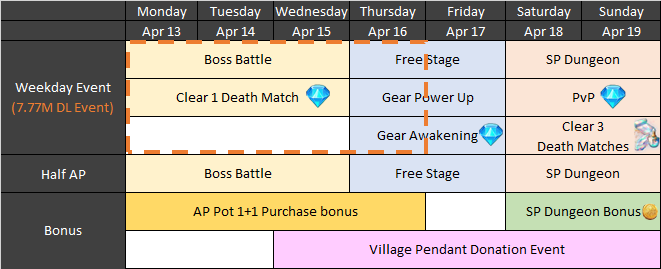 Monday Tuesday Wednesday Thursday Friday Saturday Sunday
Apr 13 Apr 14 Apr 15 Apr 16 Apr 17 Apr 18 Apr 19
Weekday Event
(7.77M DL Event)
Boss Battle Free Stage SP Dungeon
Clear 1 Death Match Gear Power Up PvP
Gear Awakening Clear 3
Death Matches
Half AP Boss Battle Free Stage SP Dungeon
Bonus
AP Pot 1+1 Purchase bonus SP Dungeon Bonus
Village Pendant Donation Event